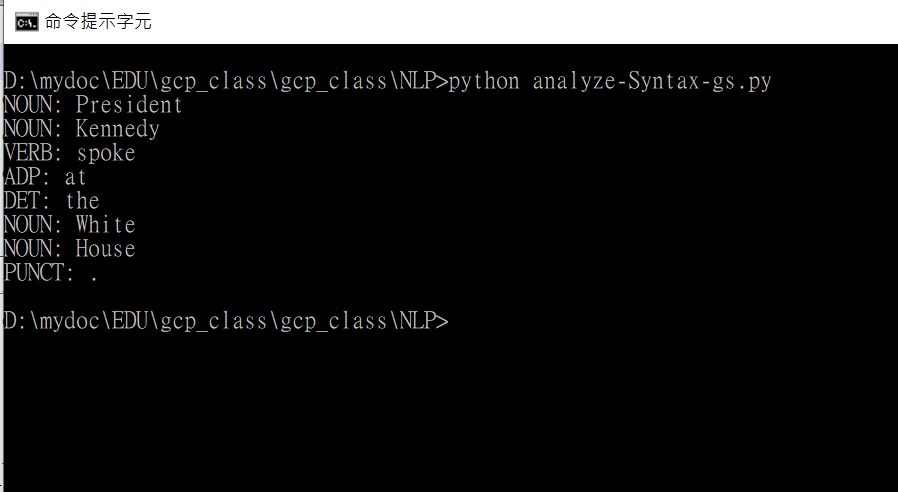 命令提示字元
D:\mydoc\EDU\gcp_class\gcp_class\NLP>python analyze-Syntax-gs.py
NOUN: President
NOUN: Kennedy
VERB: spoke
ADP: at
DET: the
NOUN: White
NOUN: House
PUNCT: .
D:\mydoc\EDU\gcp_class\gcp_class\NLP>